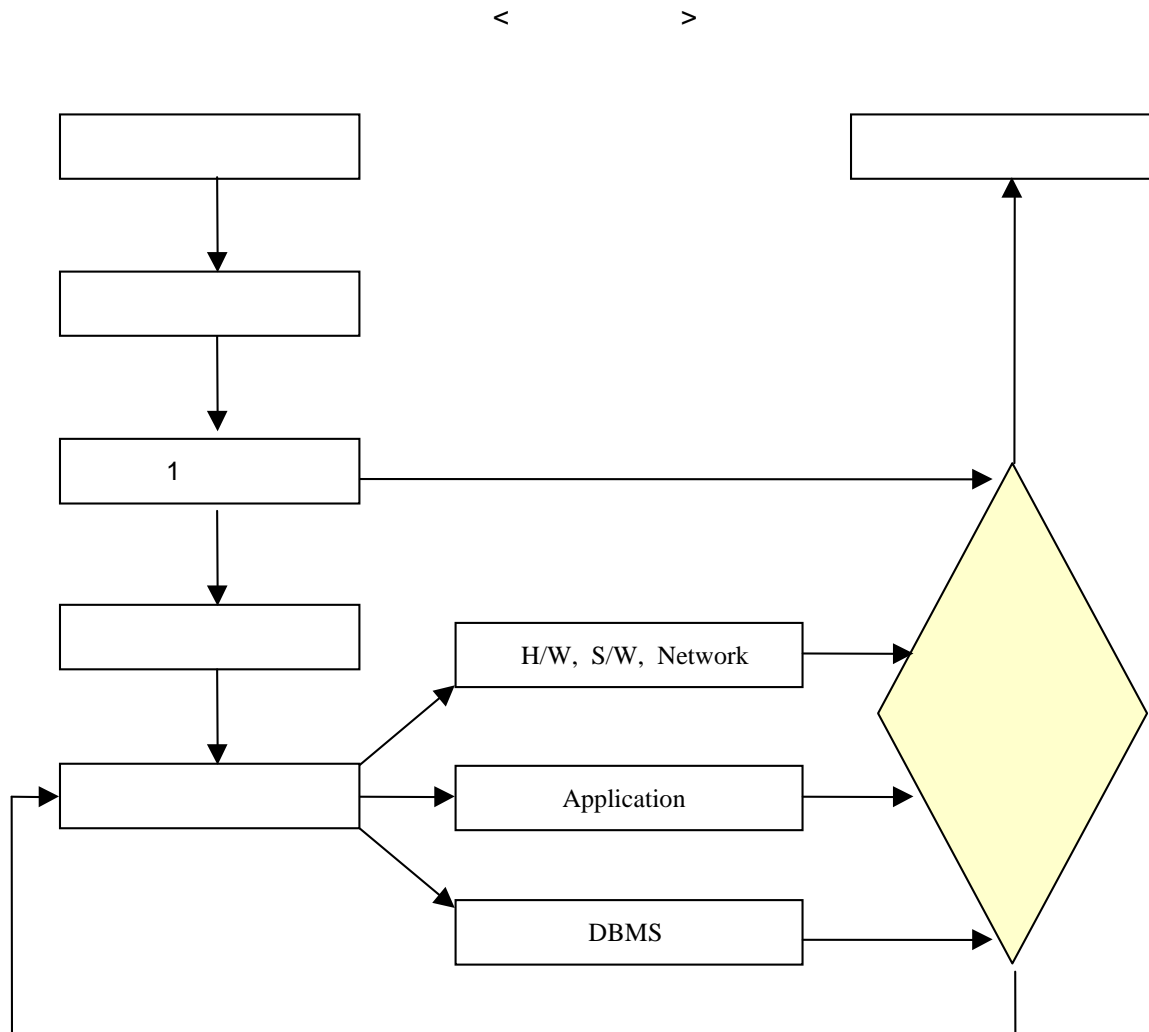 < >
1
H/W, S/W, Network
Application
DBMS